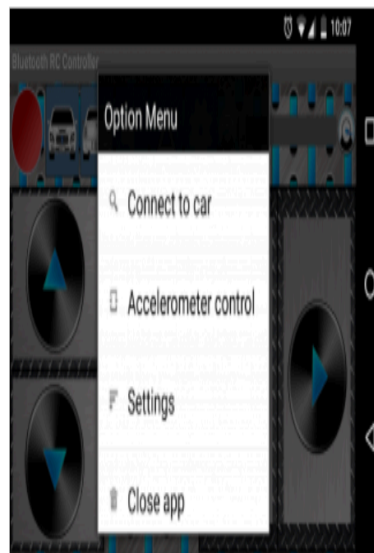 10:07
Bluetooth RC Controller
Option Menu
Connect to car
Accelerometer control
Settings
Close app